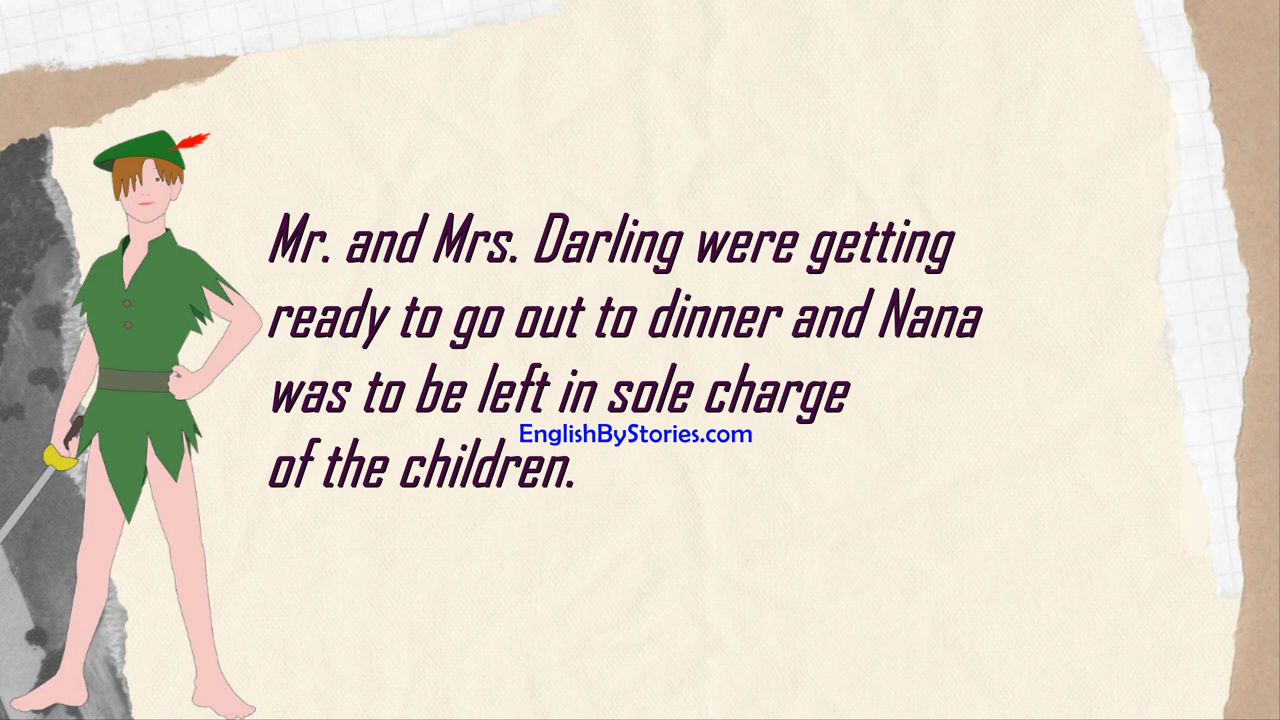 Mr. and Mrs. Darling were getting
ready to go out to dinner and Nana
was to be left in sole charge
EnglishByStories.com
of the children.